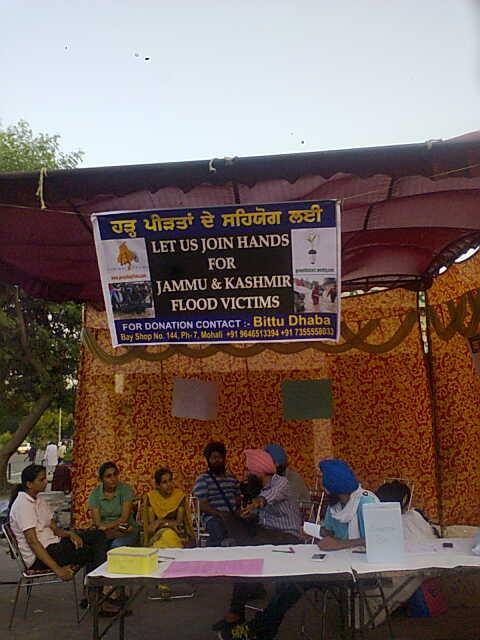 ਹੜ੍ਹ ਪੀੜਤਾਂ ਦੇ ਸਹਿਯੋਗ ਲਈ
LET US JOIN HANDS
FOR
JAMMU & KASHMIR
FLOOD VICTIMS
FOR DONATION CONTACT :- Bittu Dhaba
Bay Shop No. 144, Ph-7, Mohali +91 9646513394 +91 7355558033